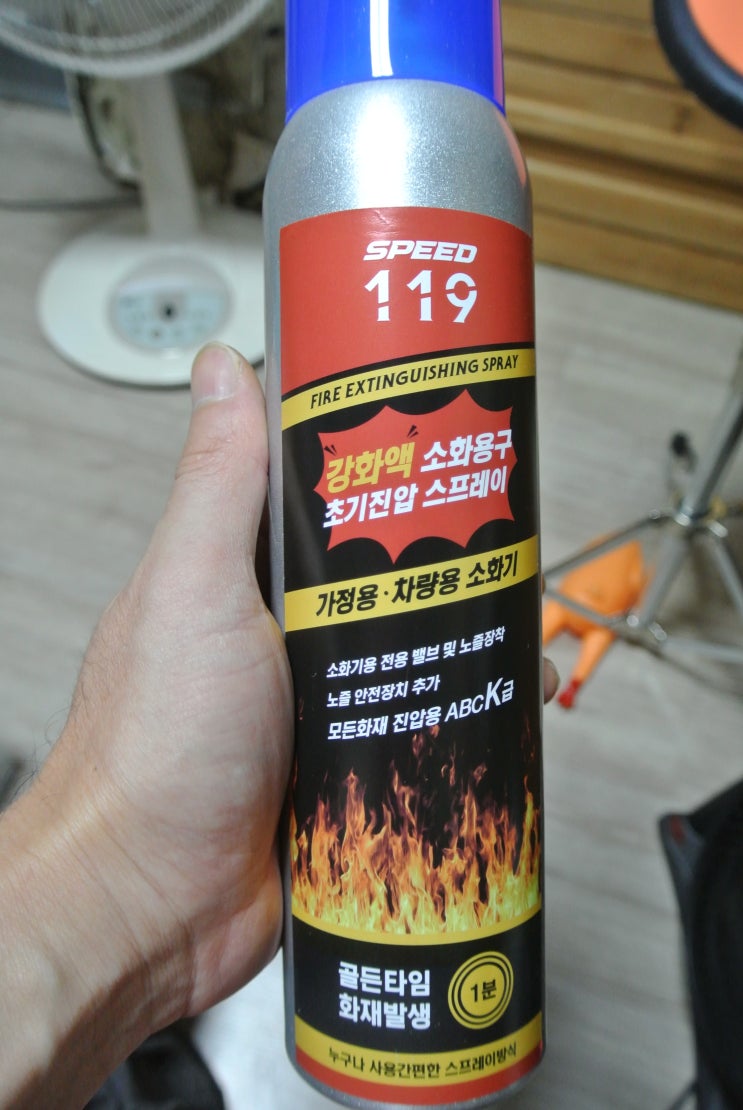 SPEED
119
FIRE EXTINGUISHING SPRAY
강화액 소화용구
초기진압 스프레이
가정용·차량용 소화기
소화기용 전용 밸브 및 노즐장착
노즐 안전장치 추가
모든화재 진압용 ABCK급
골든타임
화재발생
1분
누구나 사용간편한 스프레이방식